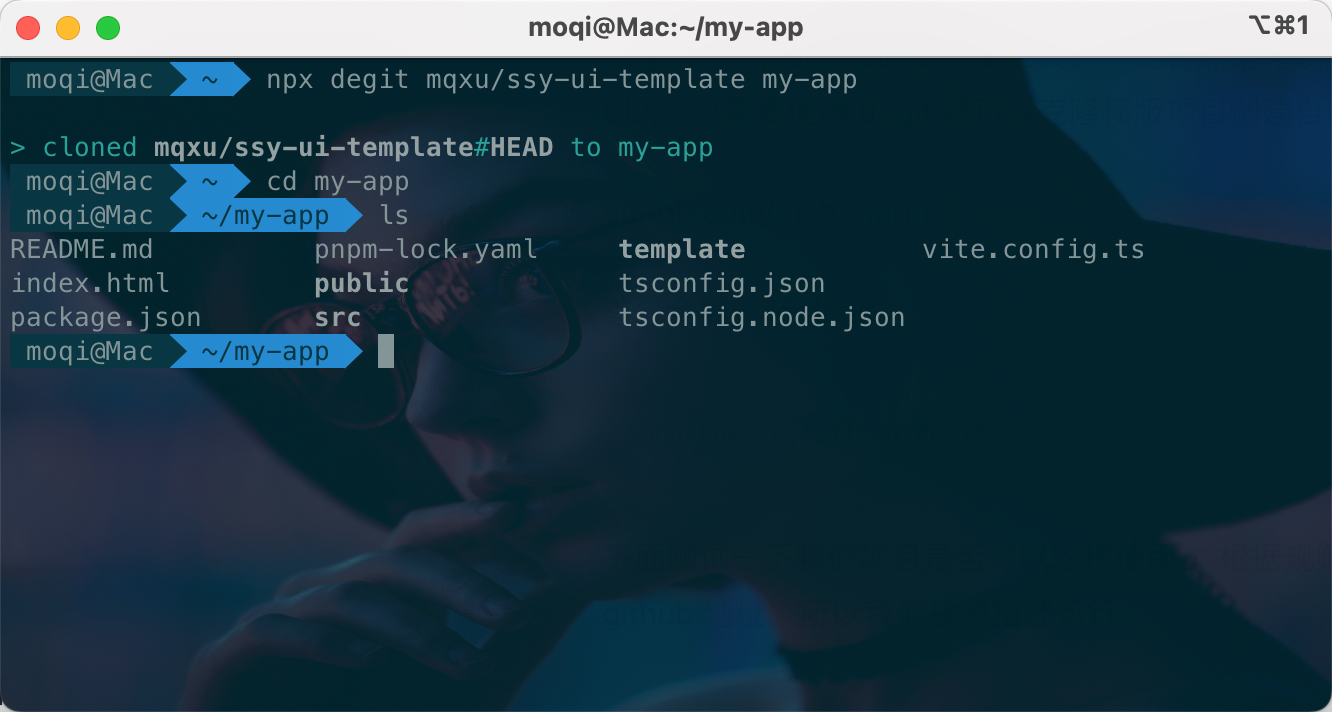 moqi@Mac:~/my-app ⌥⌘1
moqi@Mac ~ npx degit mqxu/ssy-ui-template my-app
> cloned mqxu/ssy-ui-template#HEAD to my-app
moqi@Mac ~ cd my-app
moqi@Mac ~/my-app ls
README.md pnpm-lock.yaml template vite.config.ts
index.html public tsconfig.json
package.json src tsconfig.node.json
moqi@Mac ~/my-app